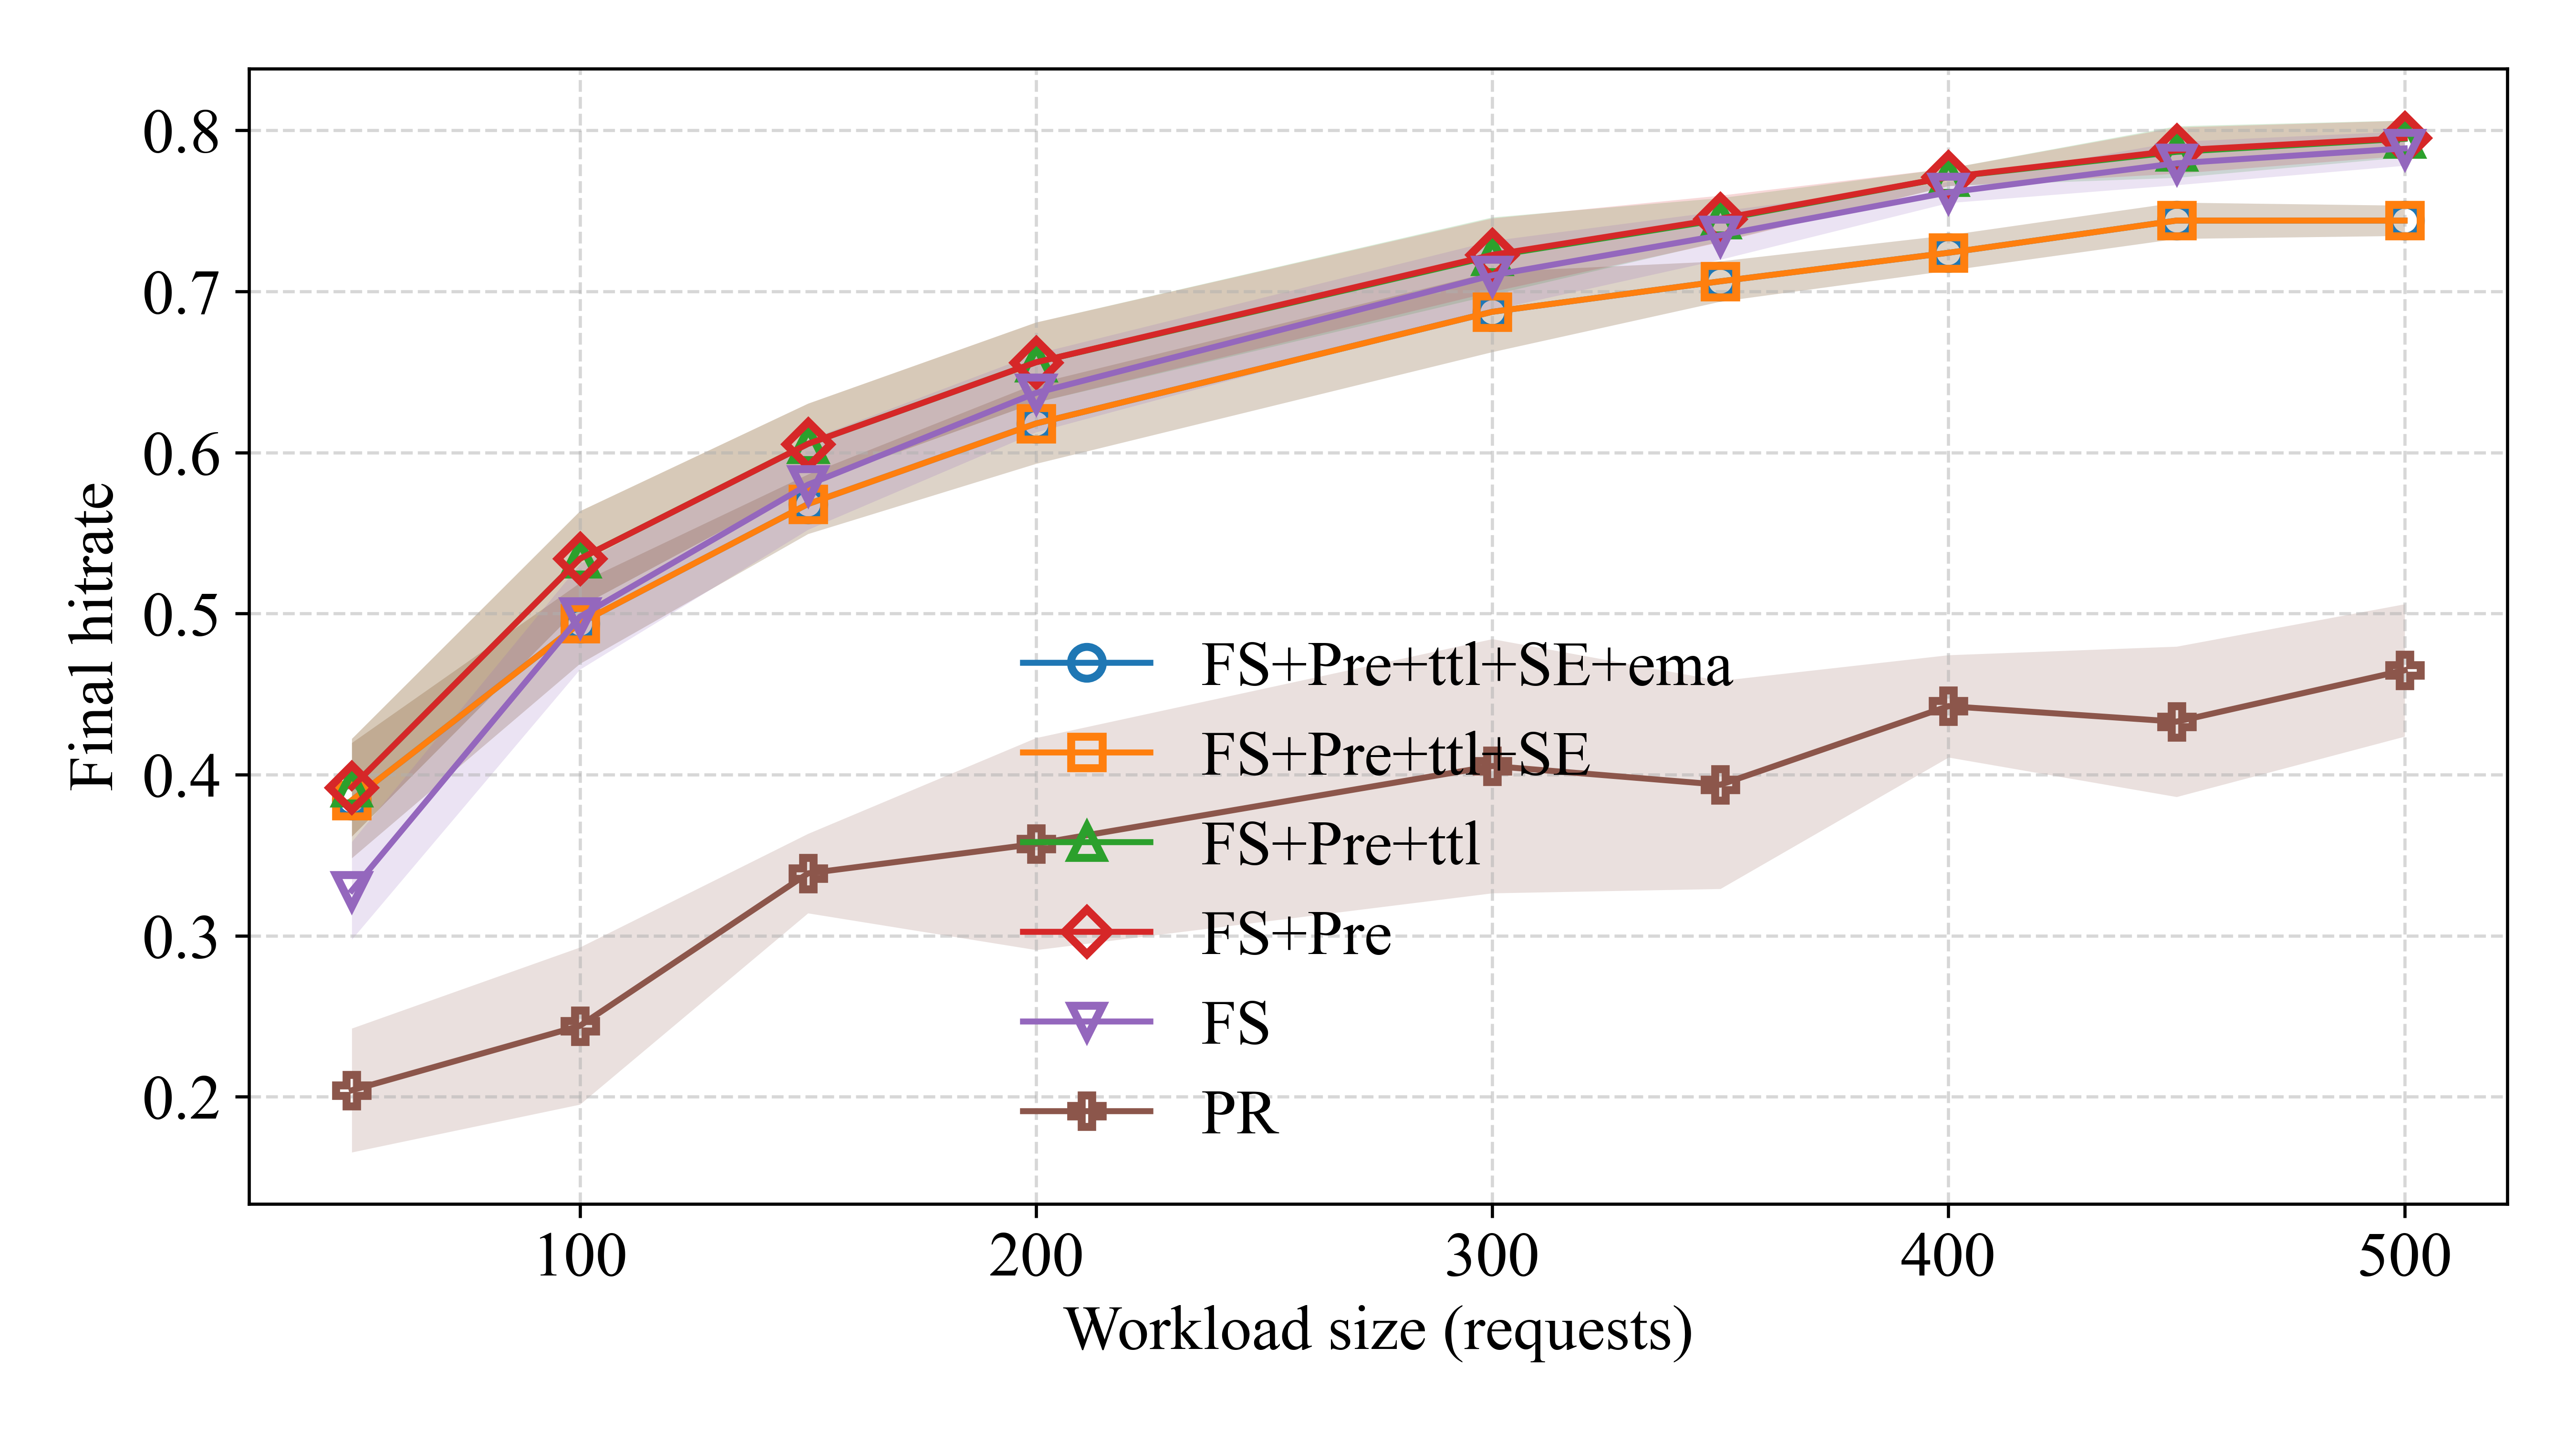 0.8
0.7
0.6
0.5
0.4
0.3
0.2
Final hitrate
FS+Pre+ttl+SE+ema
FS+Pre+ttl+SE
FS+Pre+ttl
FS+Pre
FS
PR
100 200 300 400 500
Workload size (requests)